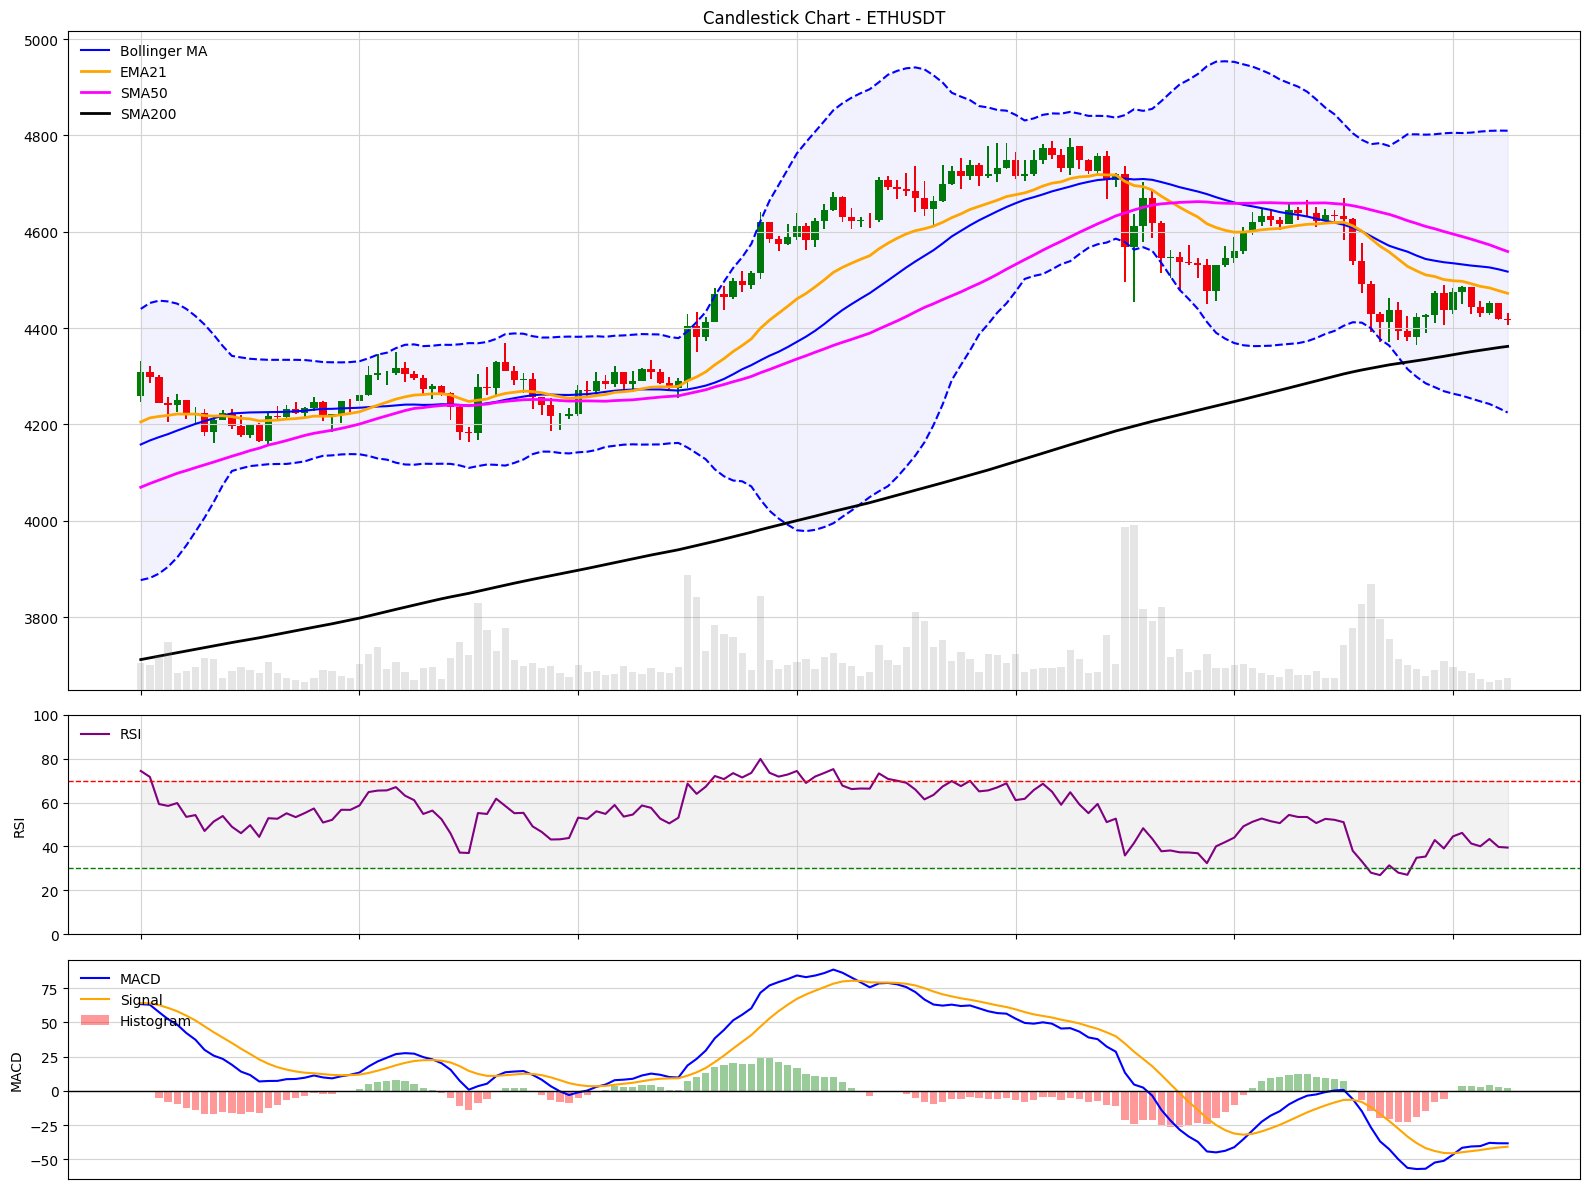 Candlestick Chart - ETHUSDT
5000
4800
4600
4400
4200
4000
3800
Bollinger MA
EMA21
SMA50
SMA200
RSI
100
80
60
40
20
0
RSI
MACD
75
50
25
0
−25
−50
MACD
Signal
Histogram